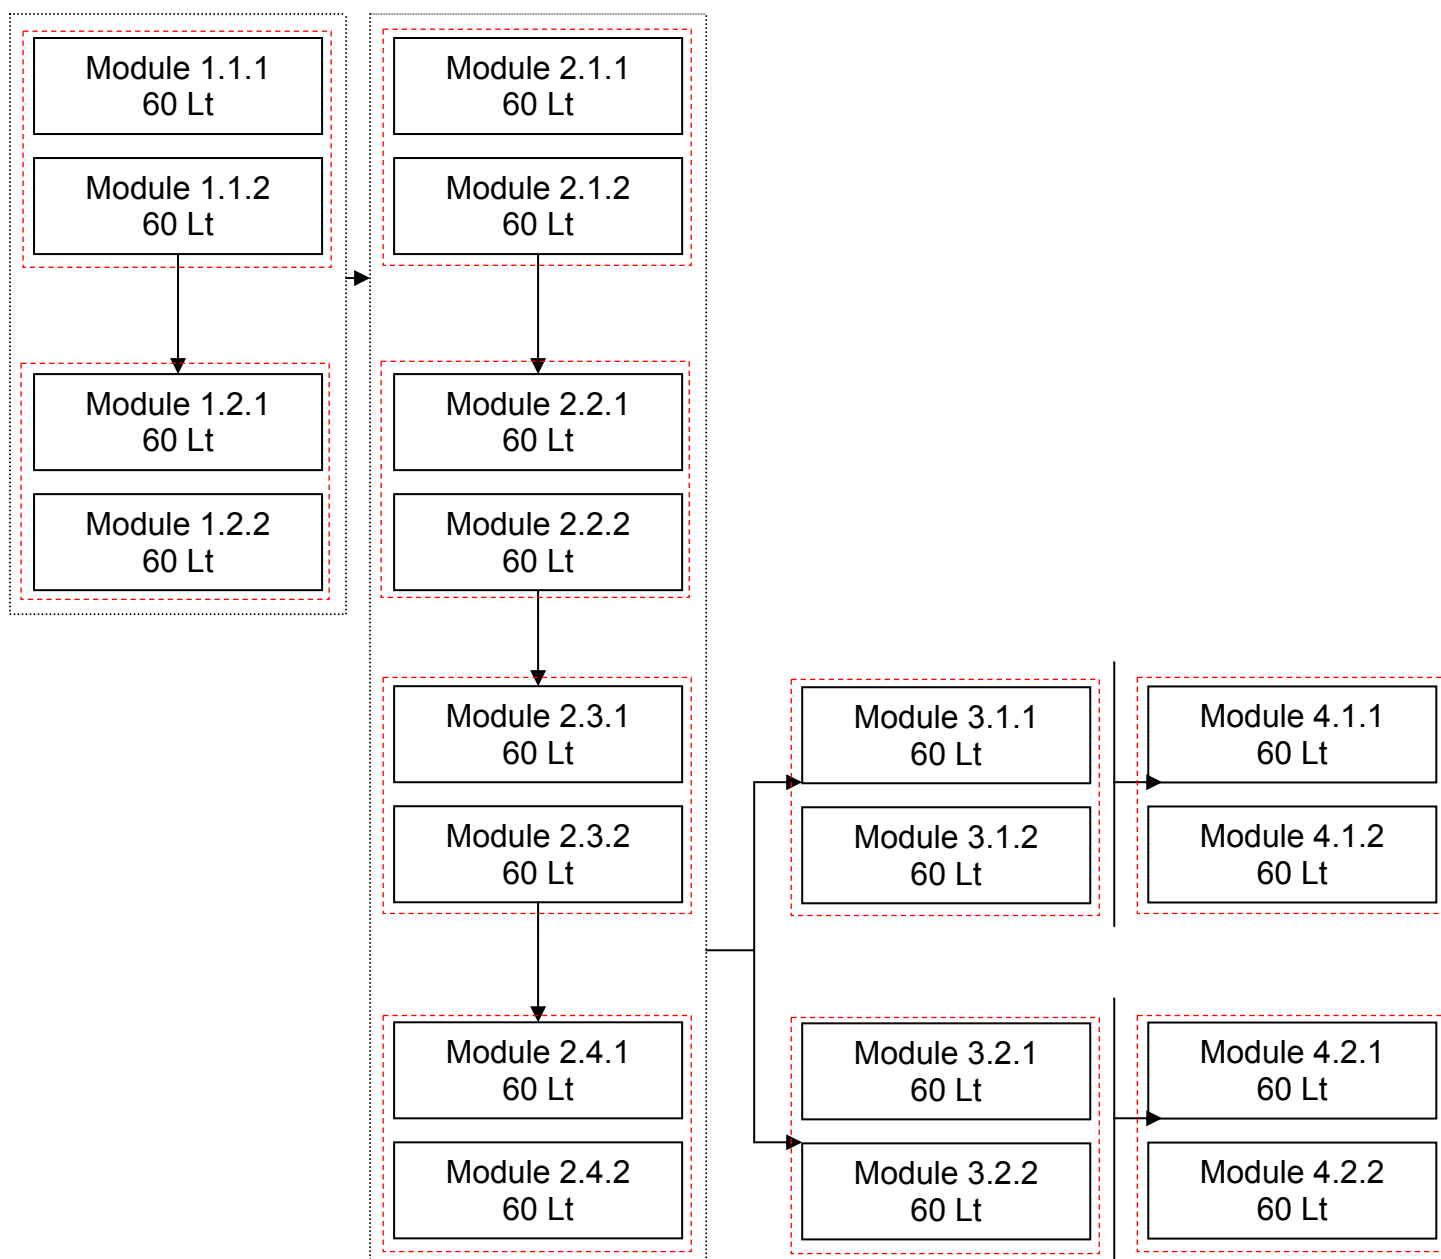 Module 1.1.1
60 Lt
Module 1.1.2
60 Lt
Module 1.2.1
60 Lt
Module 1.2.2
60 Lt
Module 2.1.1
60 Lt
Module 2.1.2
60 Lt
Module 2.2.1
60 Lt
Module 2.2.2
60 Lt
Module 2.3.1
60 Lt
Module 2.3.2
60 Lt
Module 2.4.1
60 Lt
Module 2.4.2
60 Lt
Module 3.1.1
60 Lt
Module 3.1.2
60 Lt
Module 3.2.1
60 Lt
Module 3.2.2
60 Lt
Module 4.1.1
60 Lt
Module 4.1.2
60 Lt
Module 4.2.1
60 Lt
Module 4.2.2
60 Lt